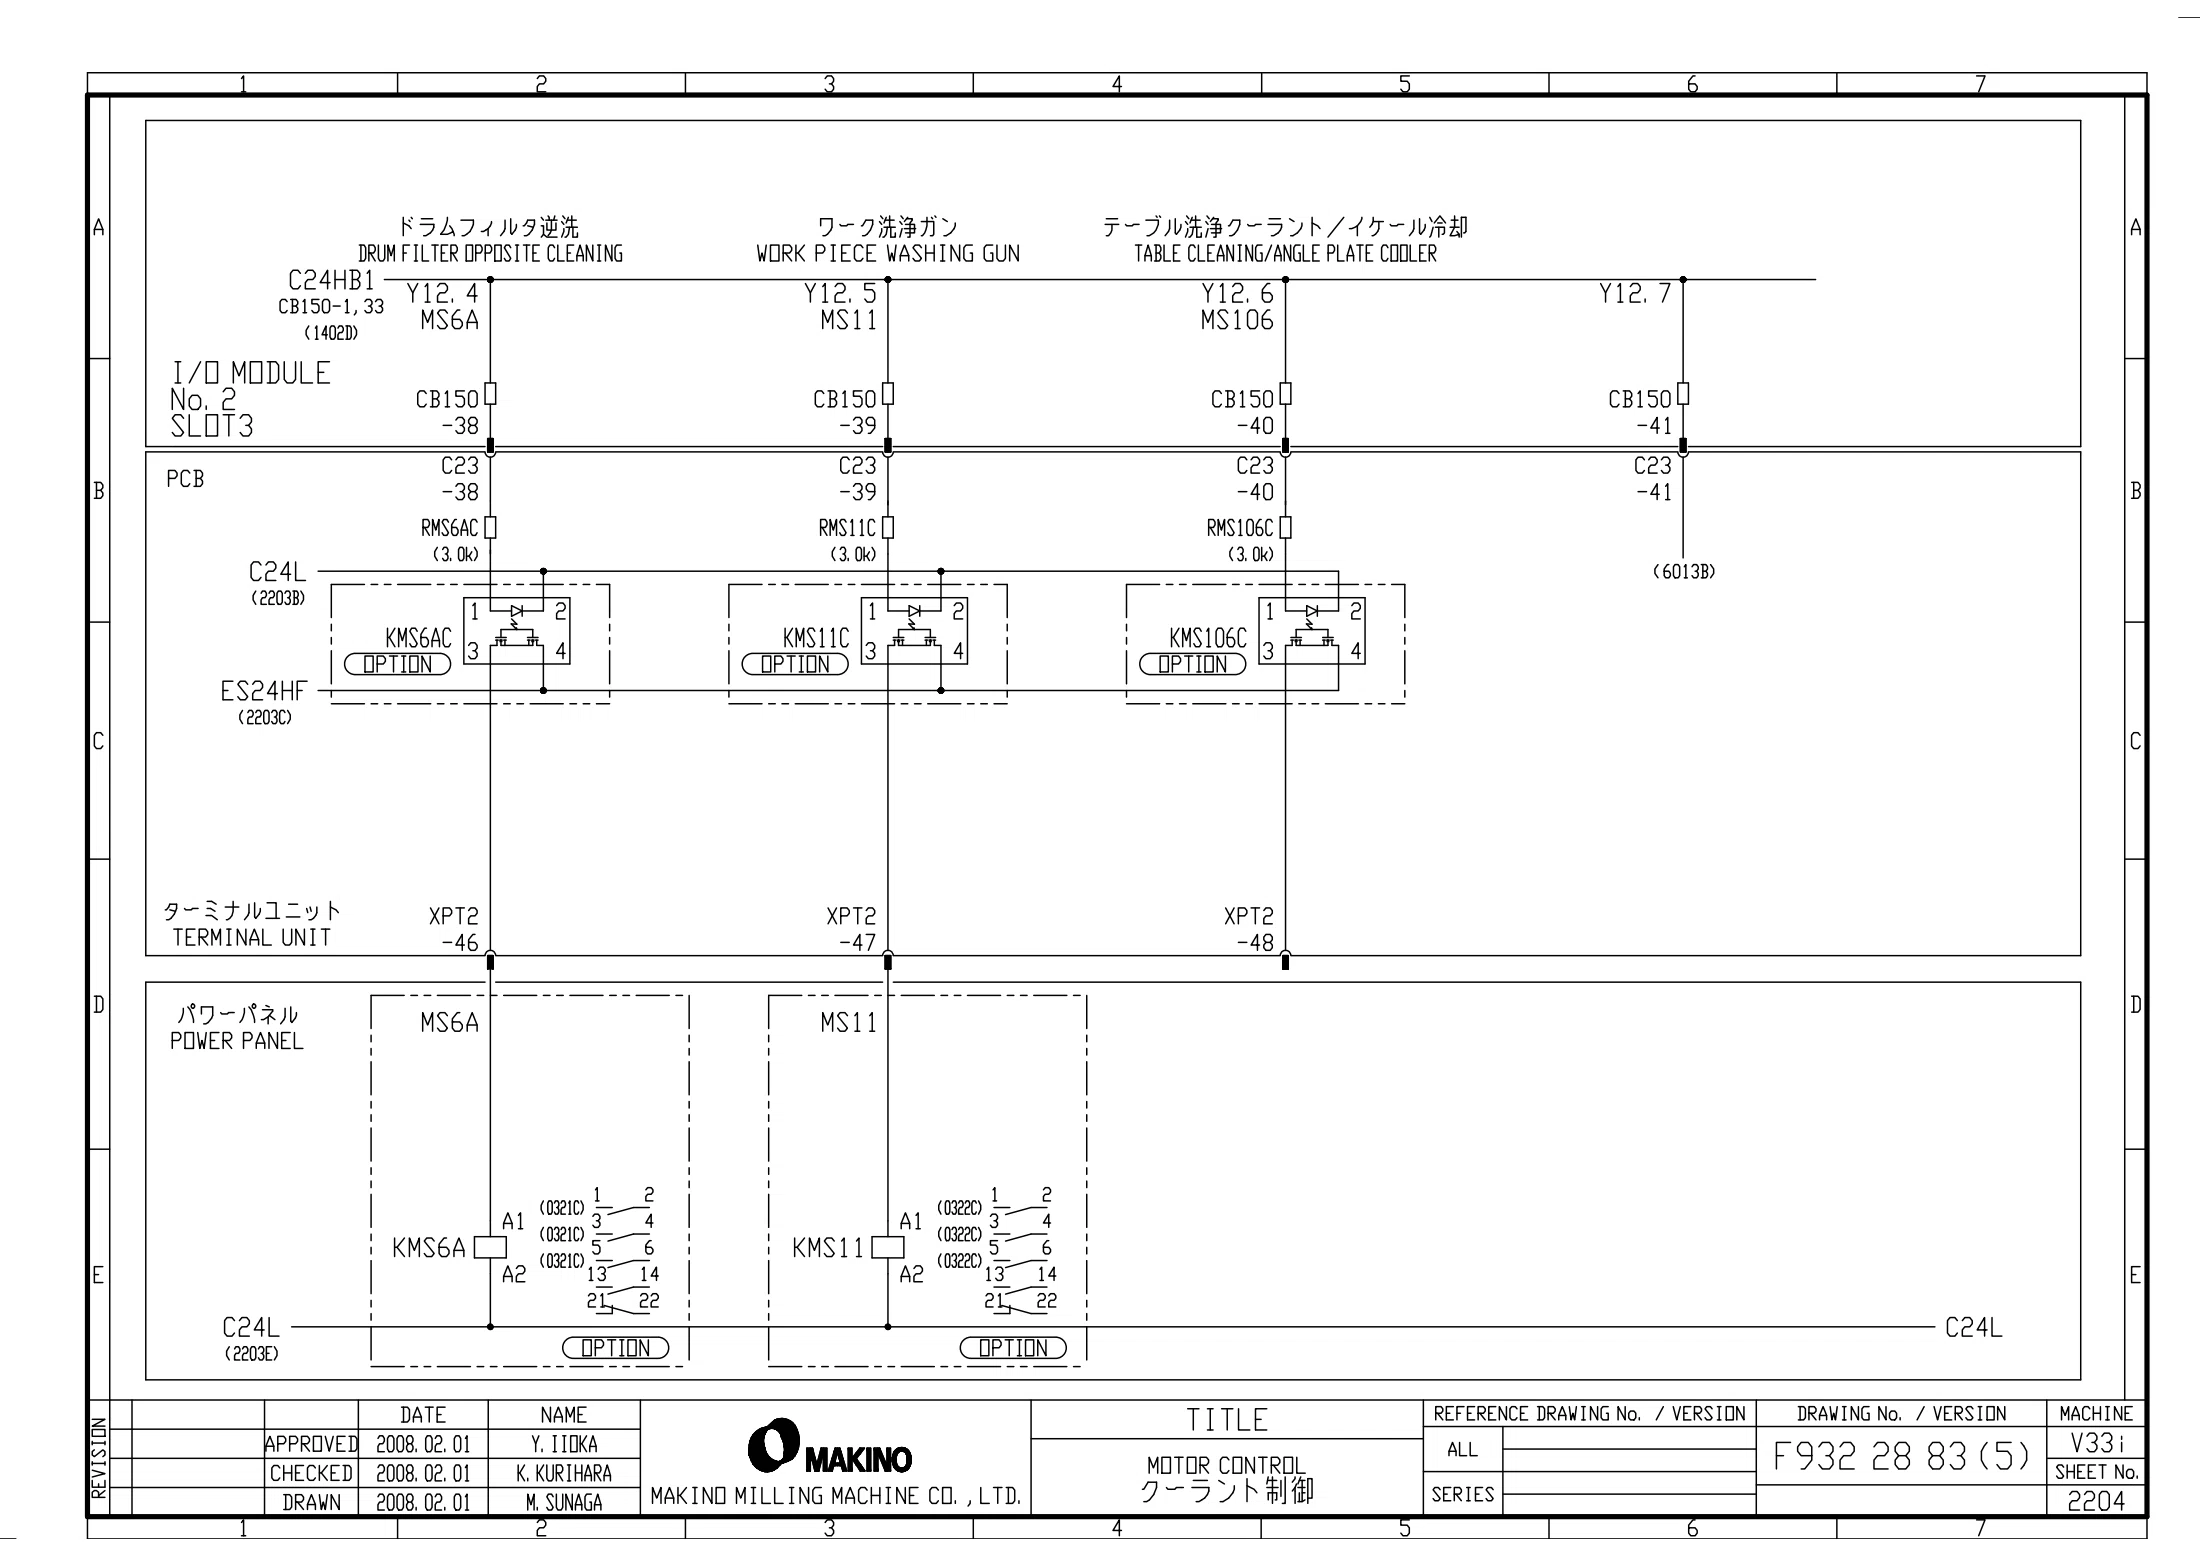 1 2 3 4 5 6 7
A A
ドラムフィルタ逆洗 ワーク洗浄ガン テーブル洗浄クーラント/イケール冷却
DRUM FILTER OPPOSITE CLEANING WORK PIECE WASHING GUN TABLE CLEANING/ANGLE PLATE COOLER
C24HB1 Y12.4 Y12.5 Y12.6 Y12.7
CB150-1,33 MS6A MS11 MS106
(1402D)
I/O MODULE
No.2 CB150 CB150 CB150 CB150
SLOT3 -38 -39 -40 -41
PCB C23 C23 C23 C23
B -38 -39 -40 -41 B
RMS6AC RMS11C RMS106C
(3.0k) (3.0k) (3.0k)
C24L (6013B)
(2203B)
1 2 1 2 1 2
KMS6AC KMS11C KMS106C
3 4 3 4 3 4
OPTION OPTION OPTION
ES24HF
(2203C)
C C
ターミナルユニット XPT2 XPT2 XPT2
TERMINAL UNIT -46 -47 -48
D D
パワーパネル MS6A MS11
POWER PANEL
1 2 1 2
(0321C) (0322C)
A1 3 4 A1 3 4
(0321C) (0322C)
KMS6A 5 6 KMS11 5 6
(0321C) (0322C)
E A2 13 14 A2 13 14 E
21 22 21 22
C24L C24L
(2203E) OPTION OPTION
REVISION
DATE NAME
APPROVED 2008.02.01 Y. IIOKA
CHECKED 2008.02.01 K. KURIHARA
DRAWN 2008.02.01 M. SUNAGA
MAKINO
MAKINO MILLING MACHINE CO.,LTD.
TITLE
MOTOR CONTROL
クーラント制御
REFERENCE DRAWING No. / VERSION
ALL
SERIES
DRAWING No. / VERSION
F932 28 83(5)
MACHINE
V33i
SHEET No.
2204
1 2 3 4 5 6 7